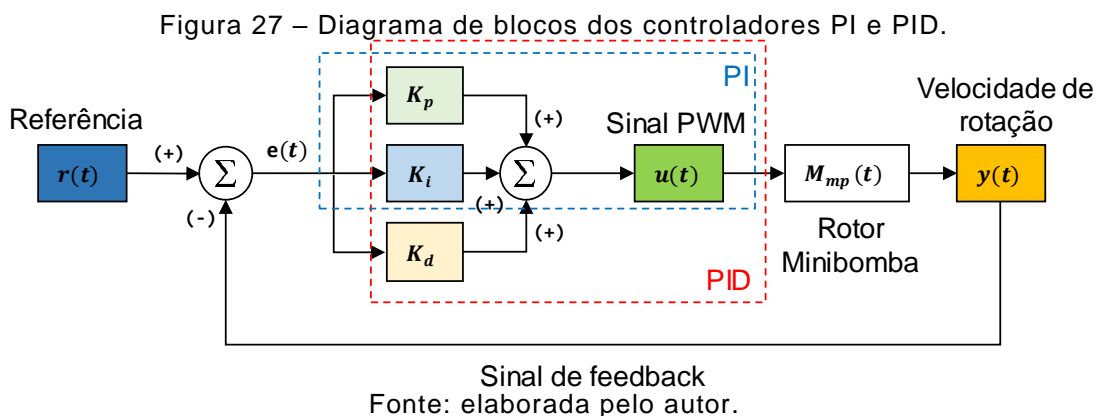 Figura 27 – Diagrama de blocos dos controladores PI e PID.
PI
Velocidade de
rotação
Referência
Sinal PWM
r(t)
(+)
∑
(-)
e(t)
K_p
K_i
K_d
(+)
(+)
(+)
∑
u(t)
M_mp(t)
y(t)
Rotor
Minibomba
PID
Sinal de feedback
Fonte: elaborada pelo autor.